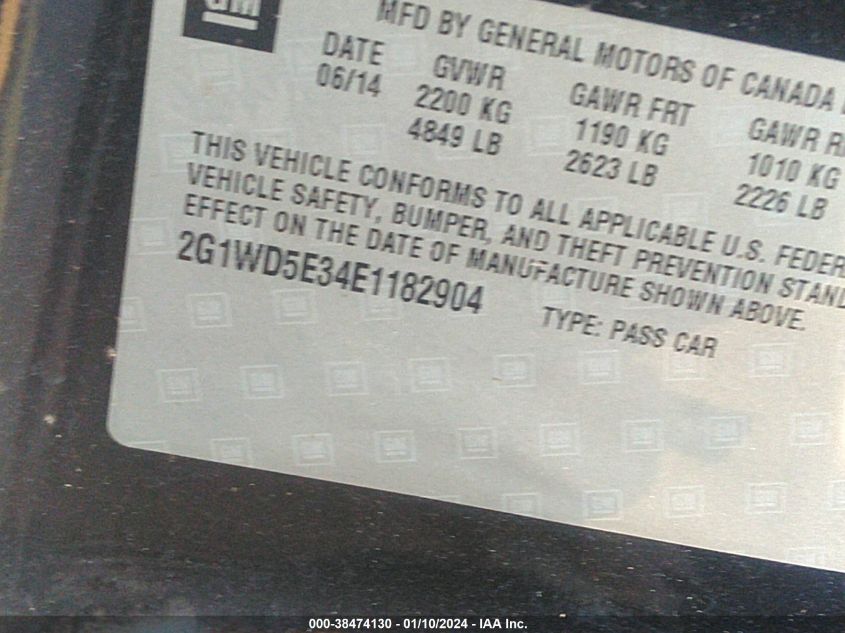 GM
MFD BY GENERAL MOTORS OF CANADA
DATE GVWR GAWR FRT GAWR
06/14 2200 KG 1190 KG 1010 KG
4849 LB 2623 LB 2226 LB
THIS VEHICLE CONFORMS TO ALL APPLICABLE U.S. FEDER
VEHICLE SAFETY, BUMPER, AND THEFT PREVENTION STAND
EFFECT ON THE DATE OF MANUFACTURE SHOWN ABOVE.
2G1WD5E34E1182904 TYPE: PASS CAR
000-38474130 - 01/10/2024 - IAA Inc.